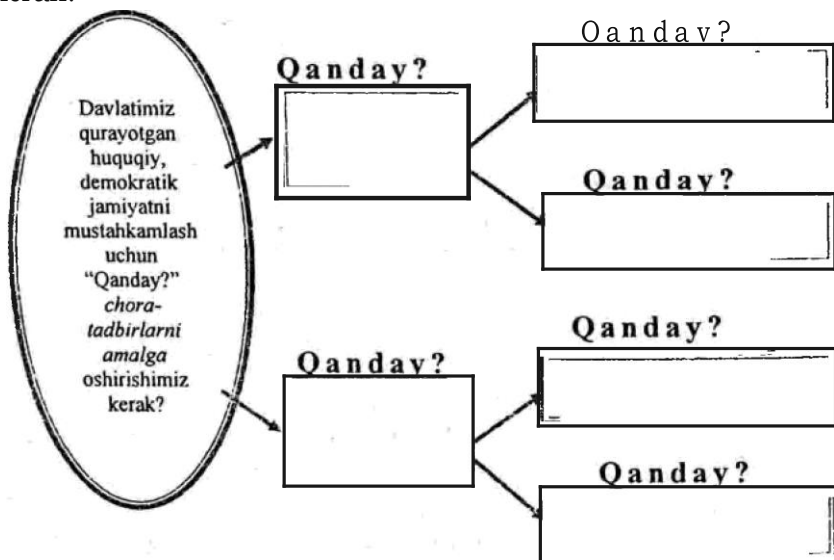 Qanday?
Qanday?
Davlatimiz
qurayotgan
huquqiy,
demokratik
jamiyatni
mustahkamlash
uchun
“Qanday?”
chora-
tadbirlarni
amalga
oshirishimiz
kerak?
Qanday?
Qanday?
Qanday?
Qanday?